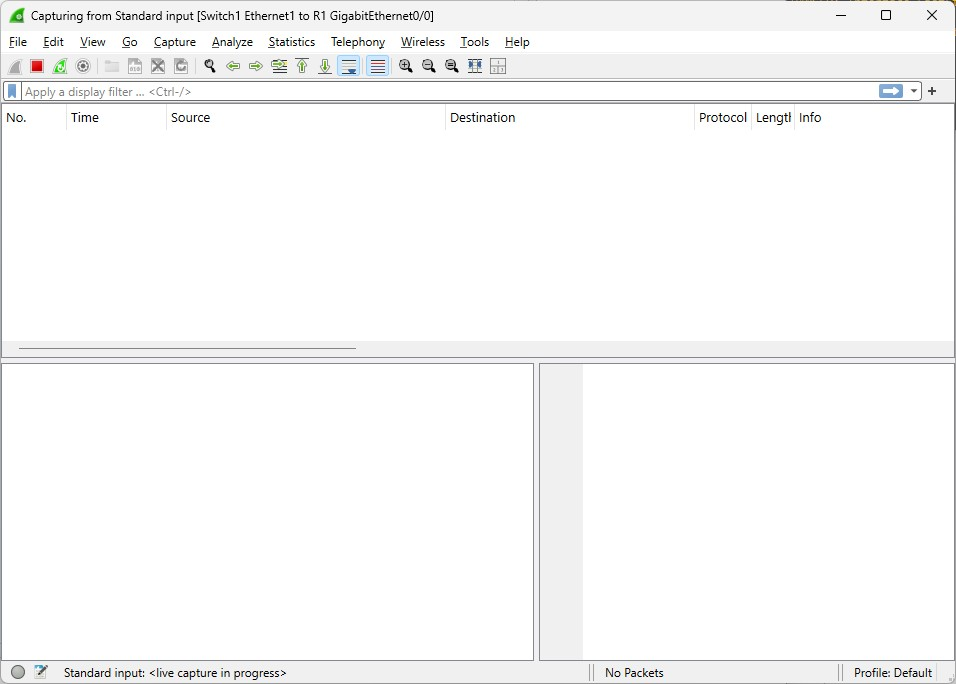 Capturing from Standard input [Switch1 Ethernet1 to R1 GigabitEthernet0/0]
File Edit View Go Capture Analyze Statistics Telephony Wireless Tools Help
Apply a display filter ... <Ctrl-/>
No. Time Source Destination Protocol Length Info
Standard input: <live capture in progress> No Packets Profile: Default